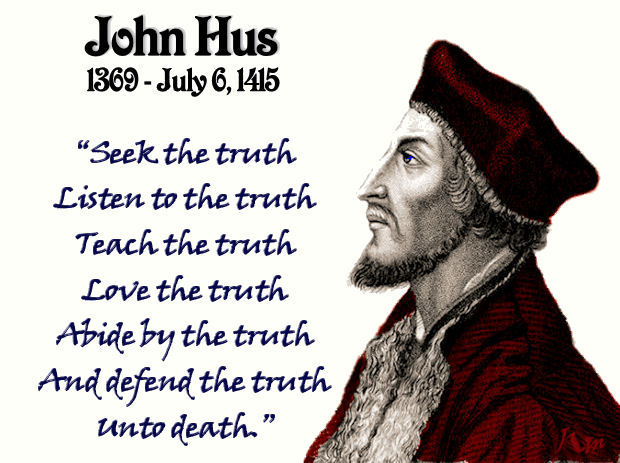 John Hus
1369 - July 6, 1415
“Seek the truth
Listen to the truth
Teach the truth
Love the truth
Abide by the truth
And defend the truth
Unto death.”